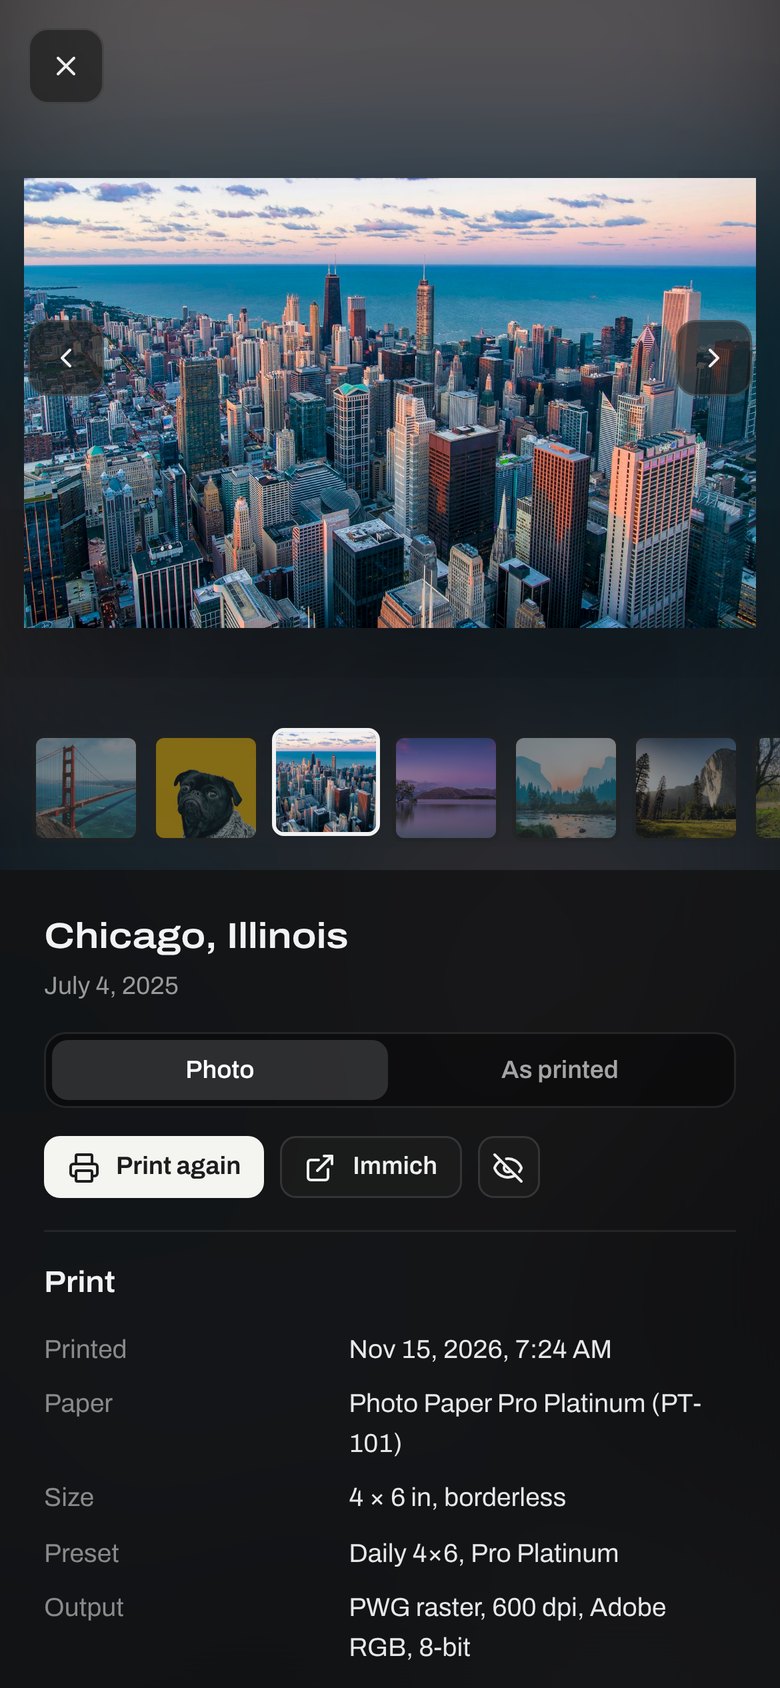 Chicago, Illinois
July 4, 2025
Photo
As printed
Print again
Immich
Print
Printed
Nov 15, 2026, 7:24 AM
Paper
Photo Paper Pro Platinum (PT-
101)
Size
4 × 6 in, borderless
Preset
Daily 4×6, Pro Platinum
Output
PWG raster, 600 dpi, Adobe
RGB, 8-bit